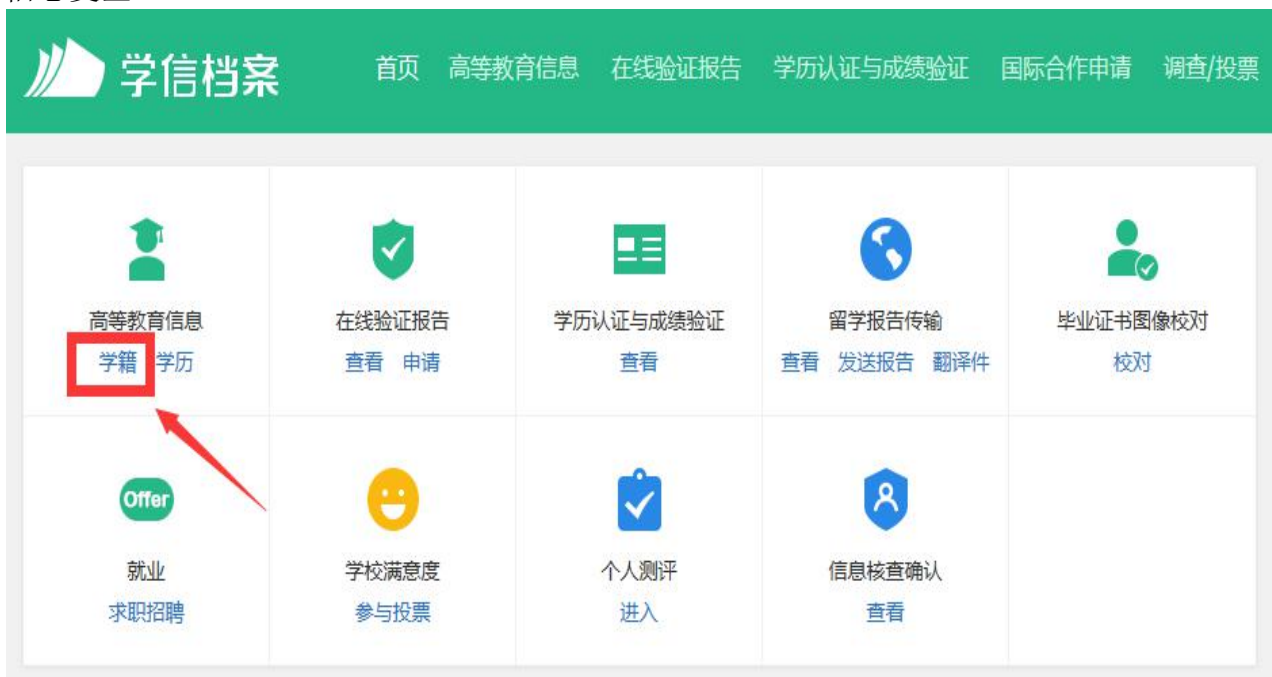 学信档案
首页 高等教育信息 在线验证报告 学历认证与成绩验证 国际合作申请 调查/投票
高等教育信息 在线验证报告 学历认证与成绩验证 留学报告传输 毕业证书图像校对
学籍 学历 查看 申请 查看 查看 发送报告 翻译件 校对
Offer
就业 学校满意度 个人测评 信息核查确认
求职招聘 参与投票 进入 查看